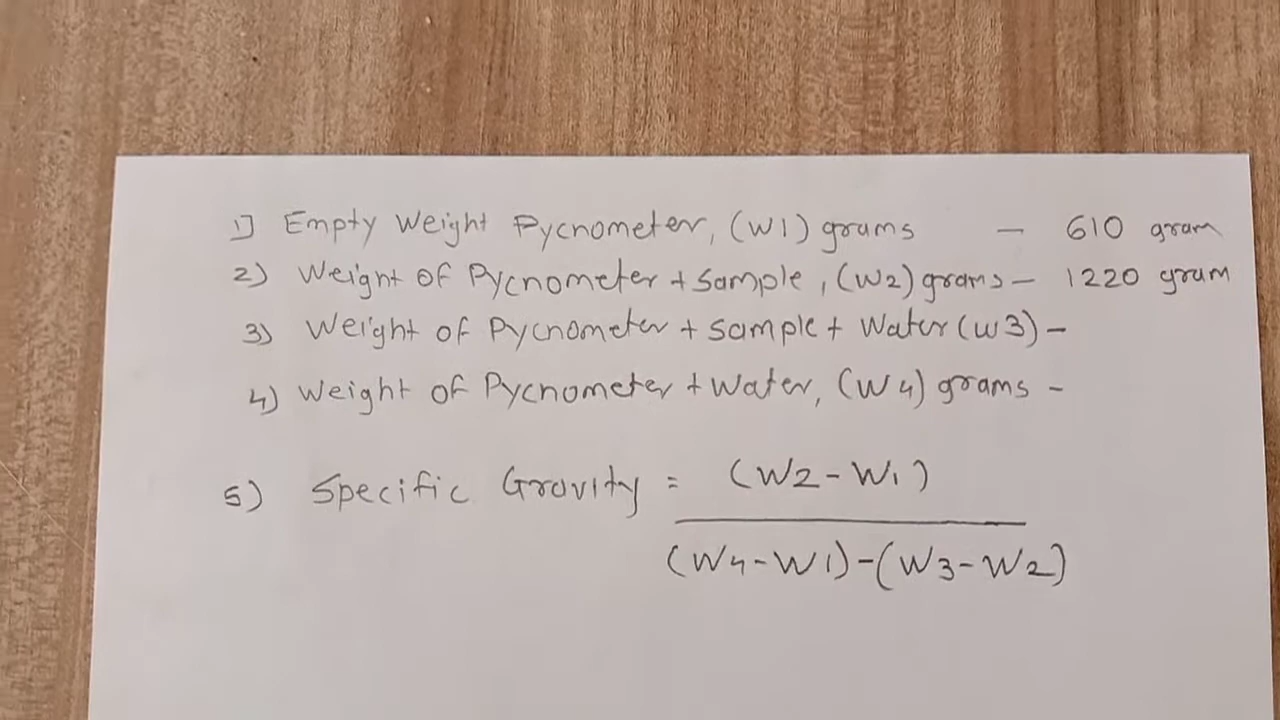 1] Empty Weight Pycnometer, (W1) grams - 610 gram
2) Weight of Pycnometer + Sample, (W2) grams - 1220 gram
3) Weight of Pycnometer + Sample + Water (W3) -
4) Weight of Pycnometer + Water, (W4) grams -
5) Specific Gravity = (W2 - W1)
(W4 - W1) - (W3 - W2)